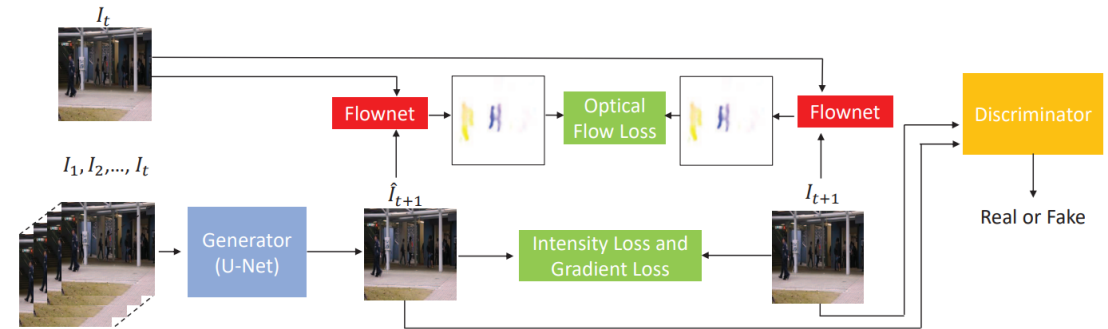 I_t
Flownet
Optical
Flow Loss
Flownet
Discriminator
I_1, I_2,..., I_t
Î_{t+1}
I_{t+1}
Real or Fake
Generator
(U-Net)
Intensity Loss and
Gradient Loss